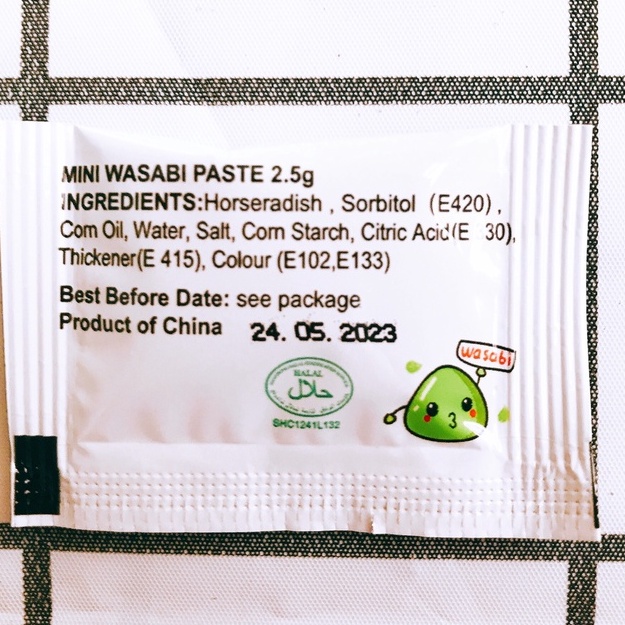 MINI WASABI PASTE 2.5g
INGREDIENTS:Horseradish , Sorbitol (E420) ,
Corn Oil, Water, Salt, Corn Starch, Citric Acid(E 30),
Thickener(E 415), Colour (E102,E133)
Best Before Date: see package
Product of China 24. 05. 2023
wasabi
HALAL
حلال
SHC1241L132